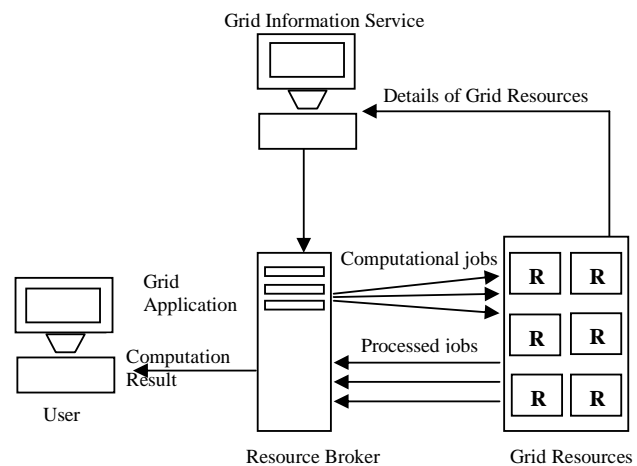 Grid Information Service
Details of Grid Resources
Computational jobs
Grid
Application
R R
Processed jobs
R R
Computation
Result
R R
User
Resource Broker
Grid Resources